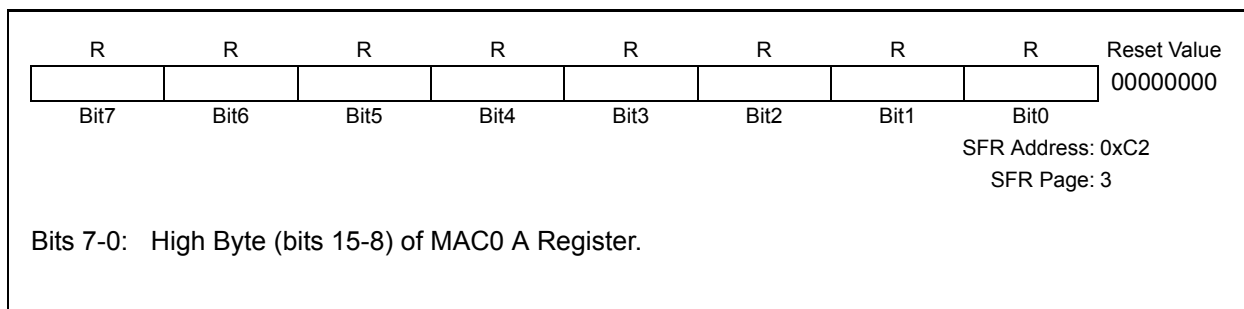 R R R R R R R R Reset Value
00000000
Bit7 Bit6 Bit5 Bit4 Bit3 Bit2 Bit1 Bit0
SFR Address: 0xC2
SFR Page: 3
Bits 7-0: High Byte (bits 15-8) of MAC0 A Register.